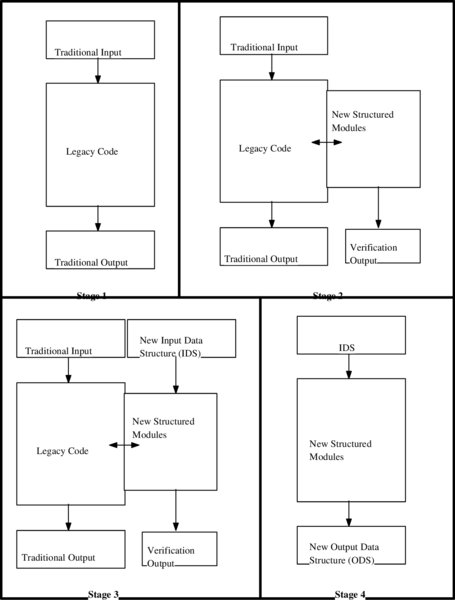 Traditional Input
Legacy Code
Traditional Output
Stage 1
Traditional Input
New Structured
Modules
Legacy Code
Traditional Output
Verification
Output
Stage 2
Traditional Input
New Input Data
Structure (IDS)
New Structured
Modules
Legacy Code
Traditional Output
Verification
Output
Stage 3
IDS
New Structured
Modules
New Output Data
Structure (ODS)
Stage 4